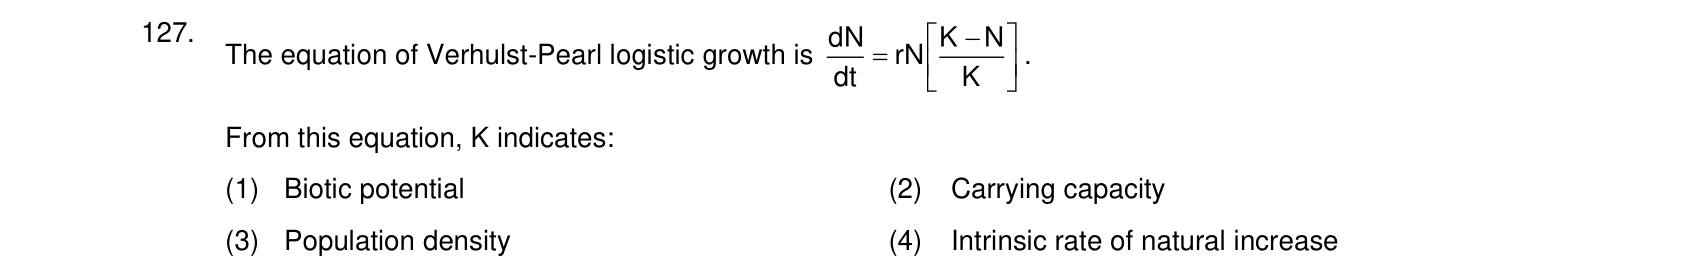 127. The equation of Verhulst-Pearl logistic growth is dN/dt = rN[K – N/K].
From this equation, K indicates:
(1) Biotic potential (2) Carrying capacity
(3) Population density (4) Intrinsic rate of natural increase